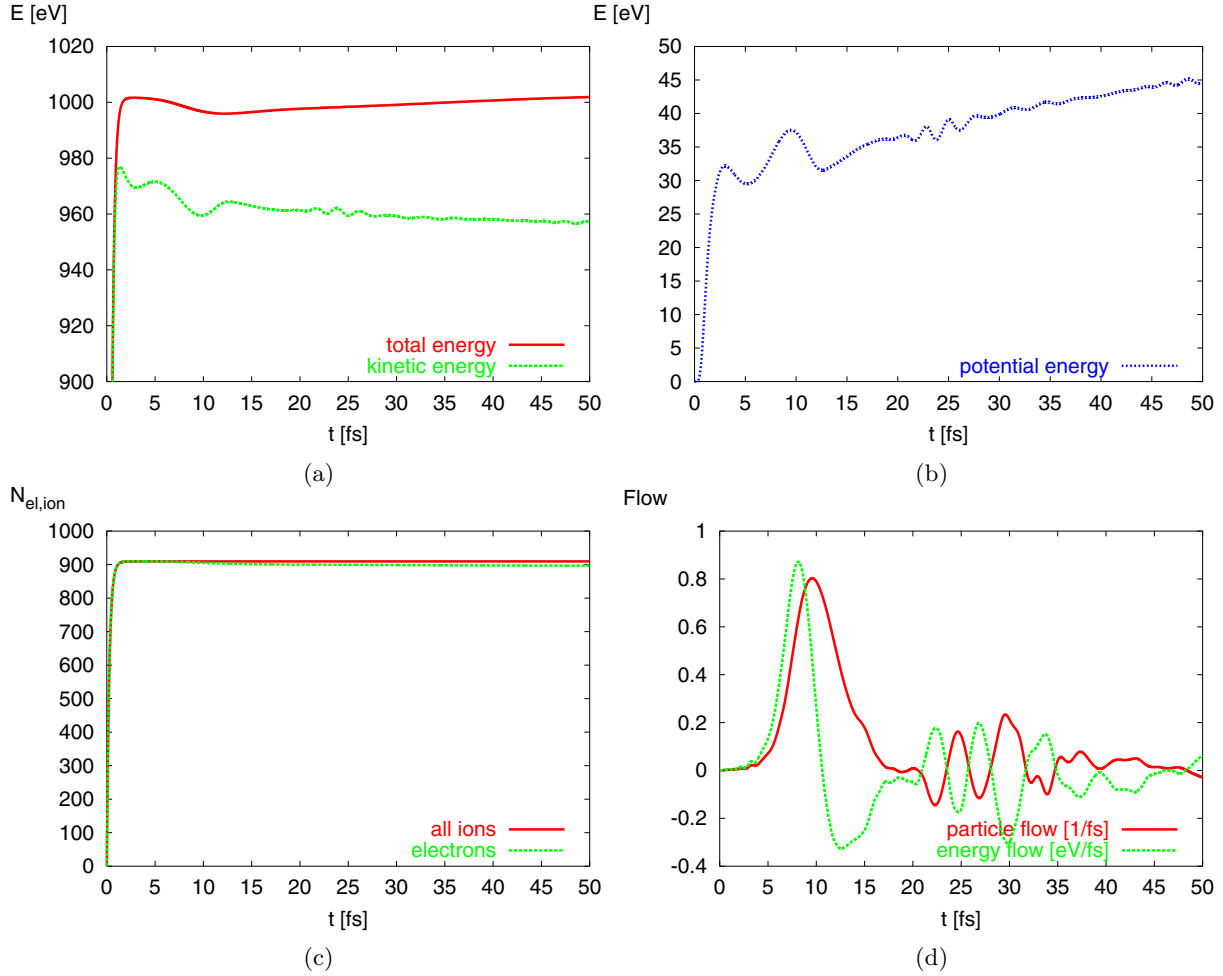 E [eV]
1020
1000
980
960
940
920
900
total energy
kinetic energy
0 5 10 15 20 25 30 35 40 45 50
t [fs]
(a)
E [eV]
50
45
40
35
30
25
20
15
10
5
0
potential energy
0 5 10 15 20 25 30 35 40 45 50
t [fs]
(b)
N el,ion
1000
900
800
700
600
500
400
300
200
100
0
all ions
electrons
0 5 10 15 20 25 30 35 40 45 50
t [fs]
(c)
Flow
1
0.8
0.6
0.4
0.2
0
-0.2
-0.4
particle flow [1/fs]
energy flow [eV/fs]
0 5 10 15 20 25 30 35 40 45 50
t [fs]
(d)